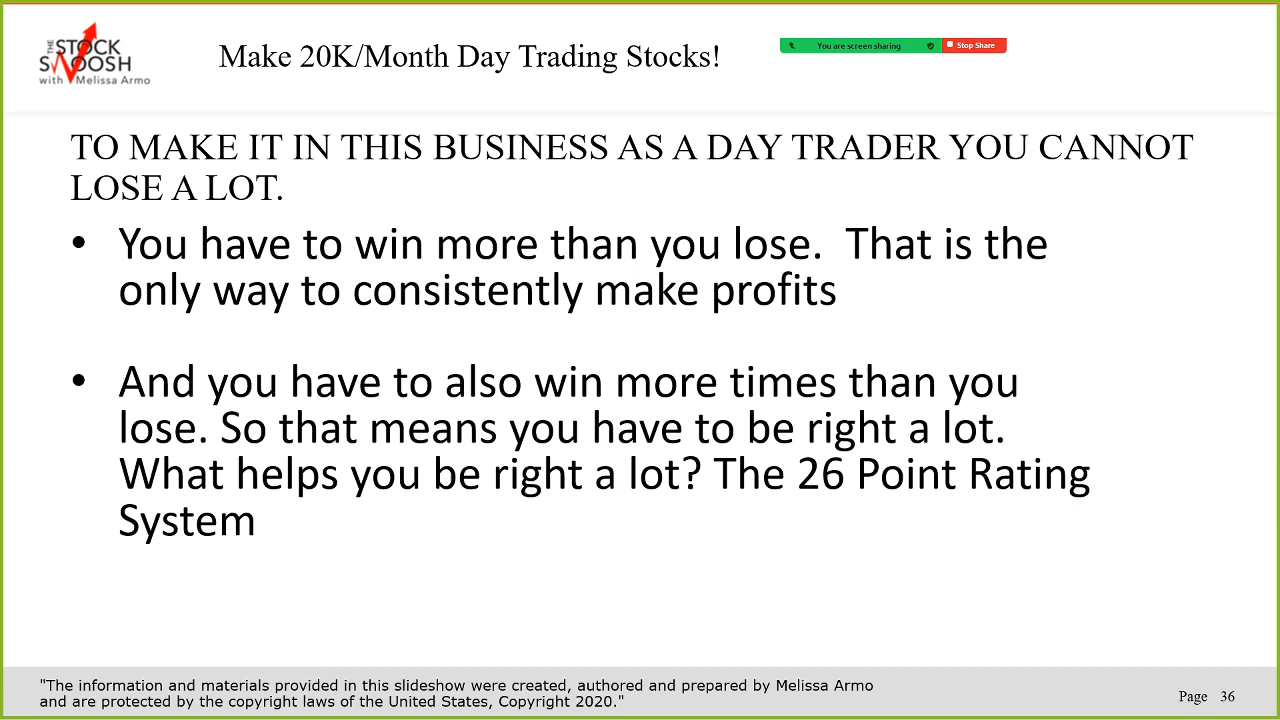 THE
STOCK
SWOOSH
with Melissa Armo
Make 20K/Month Day Trading Stocks!
You are screen sharing
Stop Share
TO MAKE IT IN THIS BUSINESS AS A DAY TRADER YOU CANNOT
LOSE A LOT.
• You have to win more than you lose.  That is the
only way to consistently make profits
• And you have to also win more times than you
lose. So that means you have to be right a lot.
What helps you be right a lot? The 26 Point Rating
System
"The information and materials provided in this slideshow were created, authored and prepared by Melissa Armo
and are protected by the copyright laws of the United States, Copyright 2020."
Page 36